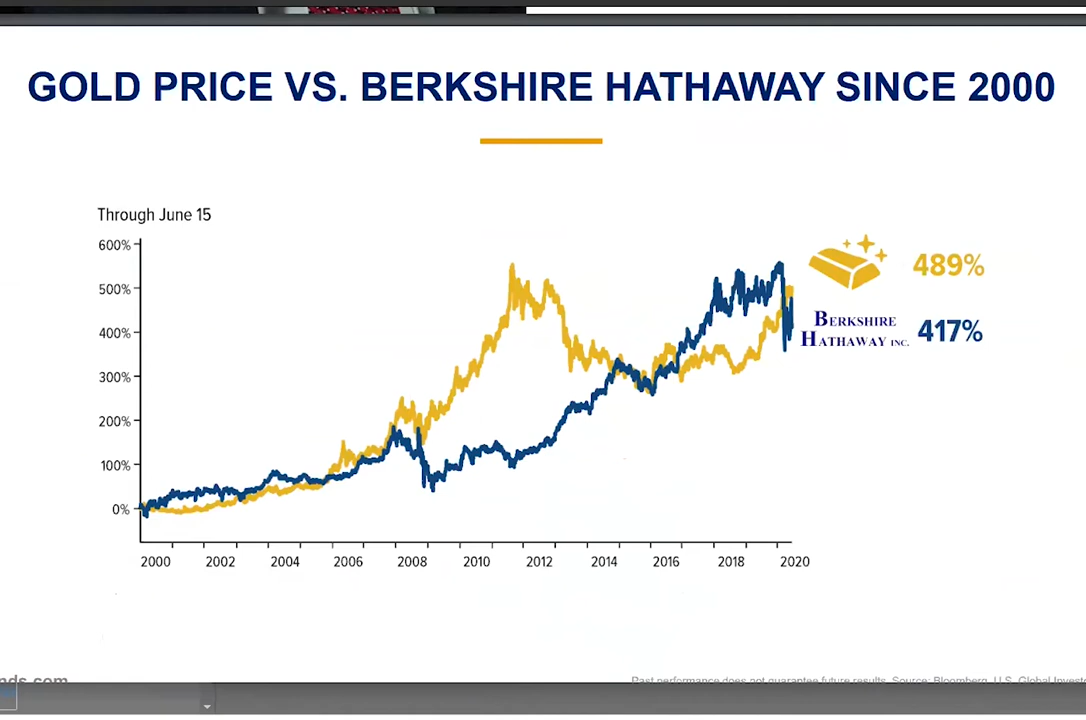 GOLD PRICE VS. BERKSHIRE HATHAWAY SINCE 2000
Through June 15
600%
500%
400%
300%
200%
100%
0%
2000 2002 2004 2006 2008 2010 2012 2014 2016 2018 2020
489%
BERKSHIRE
HATHAWAY INC.
417%
nds.com
Past performance does not guarantee future results. Source: Bloomberg, U.S. Global Invest